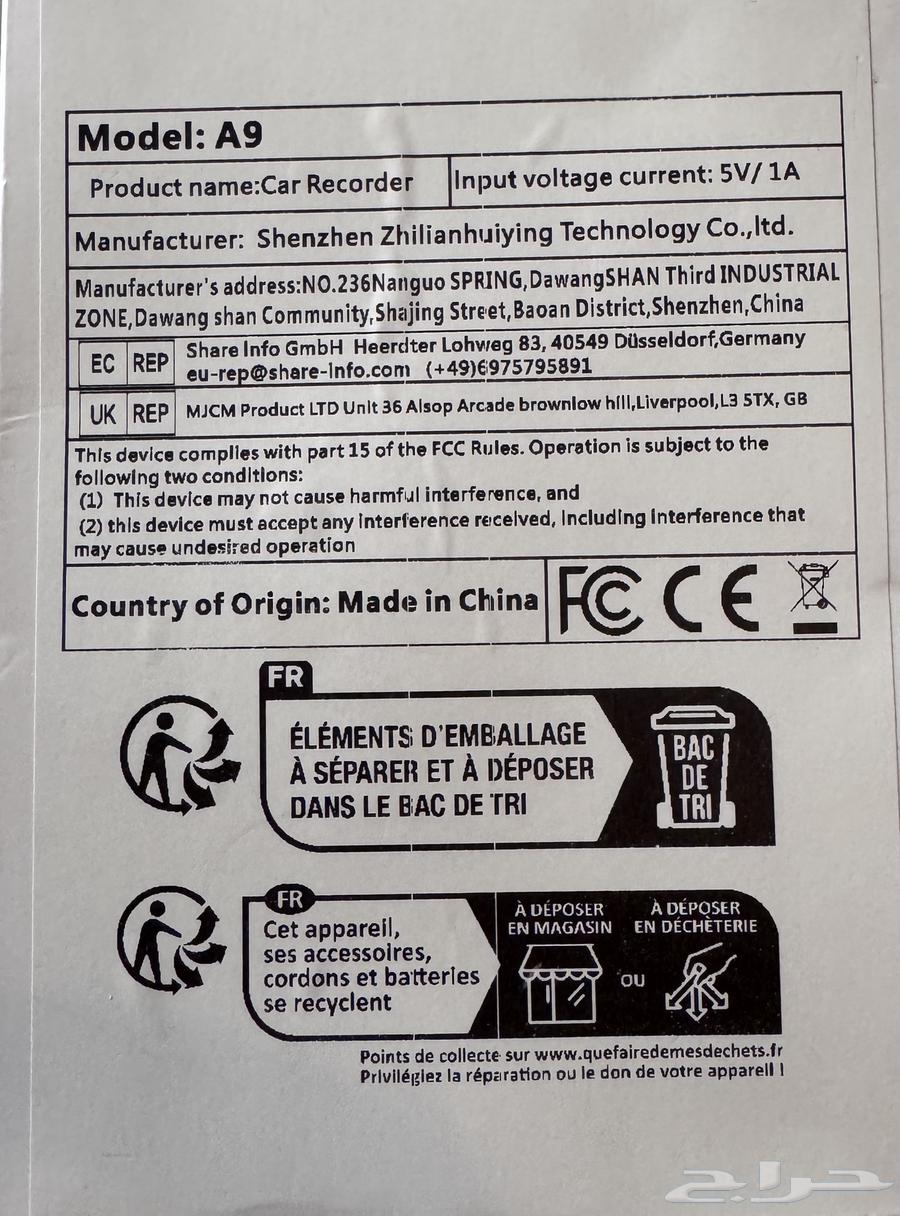 Model: A9
Product name:Car Recorder
Input voltage current: 5V/ 1A
Manufacturer: Shenzhen Zhilianhuiying Technology Co.,ltd.
Manufacturer's address:NO.236Nanguo SPRING,DawangSHAN Third INDUSTRIAL
ZONE,Dawang shan Community,Shajing Street,Baoan District,Shenzhen,China
EC REP
Share Info GmbH Heerdter Lohweg 83, 40549 Düsseldorf,Germany
eu-rep@share-info.com (+49)6975795891
UK REP
MJCM Product LTD Unit 36 Alsop Arcade brownlow hill,Liverpool,L3 5TX, GB
This device complies with part 15 of the FCC Rules. Operation is subject to the
following two conditions:
(1) This device may not cause harmful interference, and
(2) this device must accept any interference received, including interference that
may cause undesired operation
Country of Origin: Made in China
FC CE
FR
ÉLÉMENTS D'EMBALLAGE
À SÉPARER ET À DÉPOSER
DANS LE BAC DE TRI
BAC
DE
TRI
FR
Cet appareil,
ses accessoires,
cordons et batteries
se recyclent
À DÉPOSER
EN MAGASIN
OU
À DÉPOSER
EN DÉCHÈTERIE
Points de collecte sur www.quefairedemesdechets.fr
Privilégiez la réparation ou le don de votre appareil !
حراج